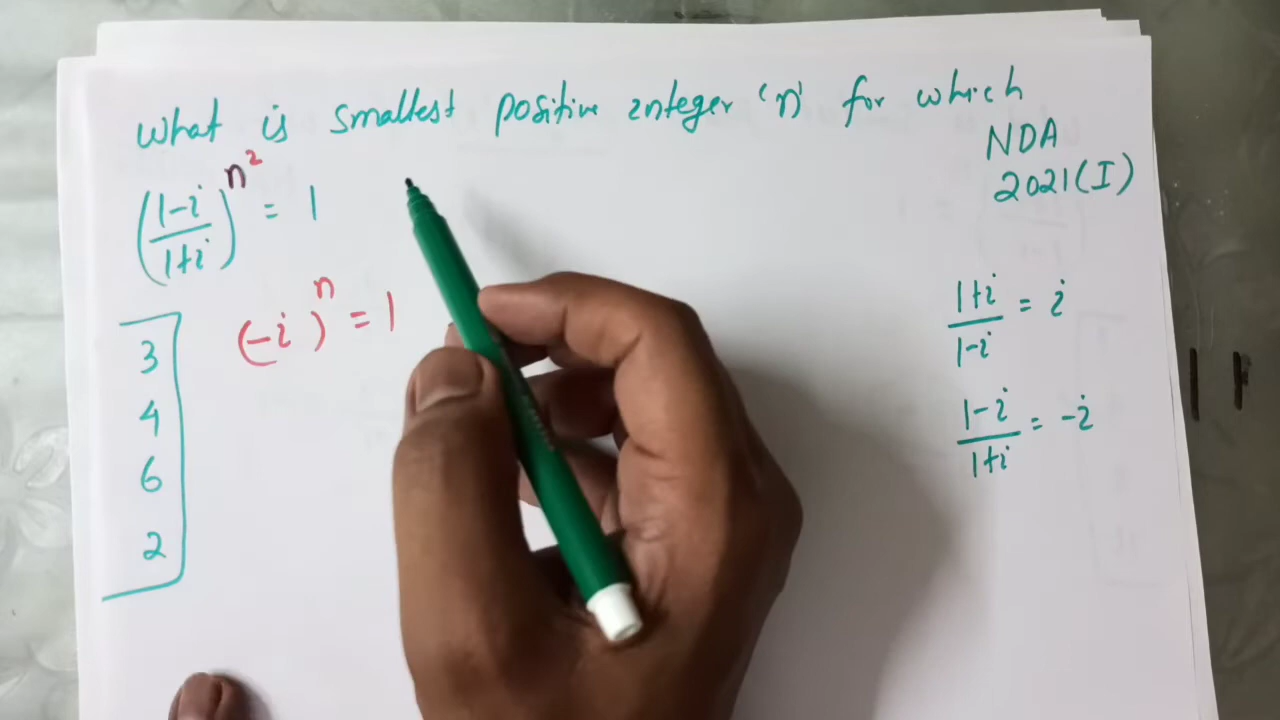 What is smallest positive integer 'n' for which
NDA
2021(I)
((1-i)/(1+i))^n^2 = 1
(-i)^n = 1
3
4
6
2
(1+i)/(1-i) = i
(1-i)/(1+i) = -i